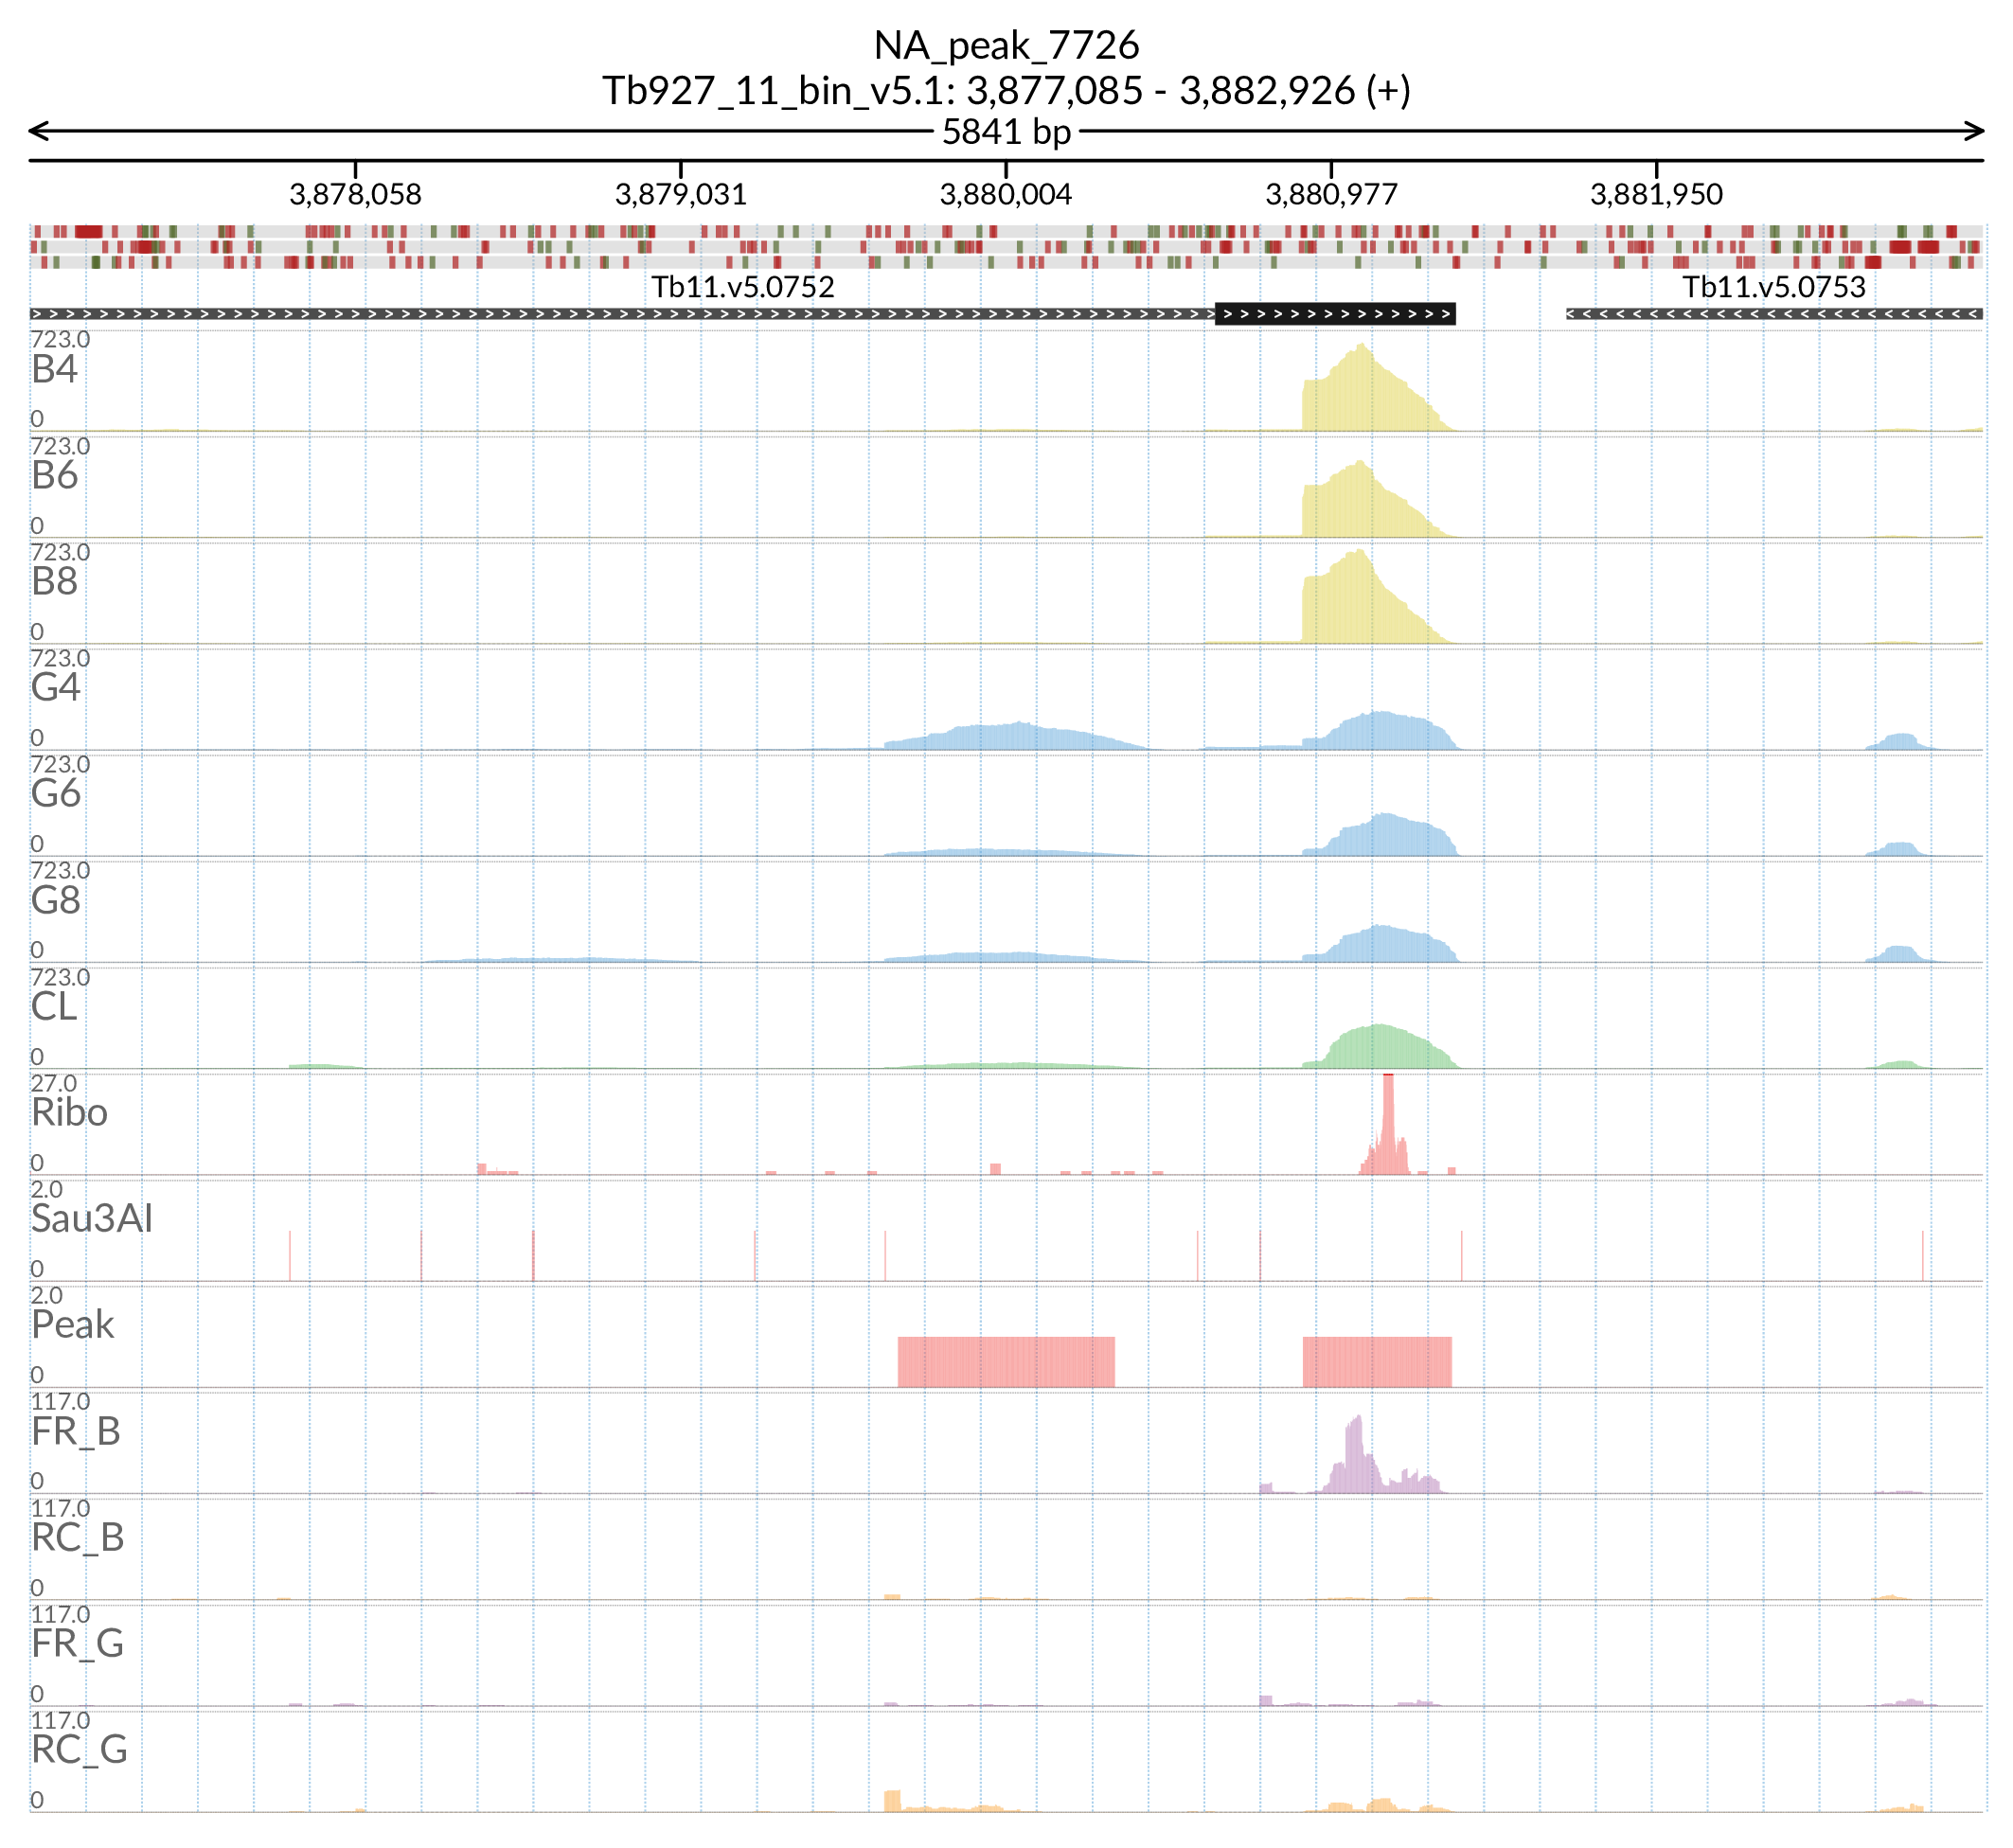 NA_peak_7726
Tb927_11_bin_v5.1: 3,877,085 - 3,882,926 (+)
5841 bp
3,878,058 3,879,031 3,880,004 3,880,977 3,881,950
Tb11.v5.0752 Tb11.v5.0753
723.0
B4
0
723.0
B6
0
723.0
B8
0
723.0
G4
0
723.0
G6
0
723.0
G8
0
723.0
CL
0
27.0
Ribo
0
2.0
Sau3AI
0
2.0
Peak
0
117.0
FR_B
0
117.0
RC_B
0
117.0
FR_G
0
117.0
RC_G
0